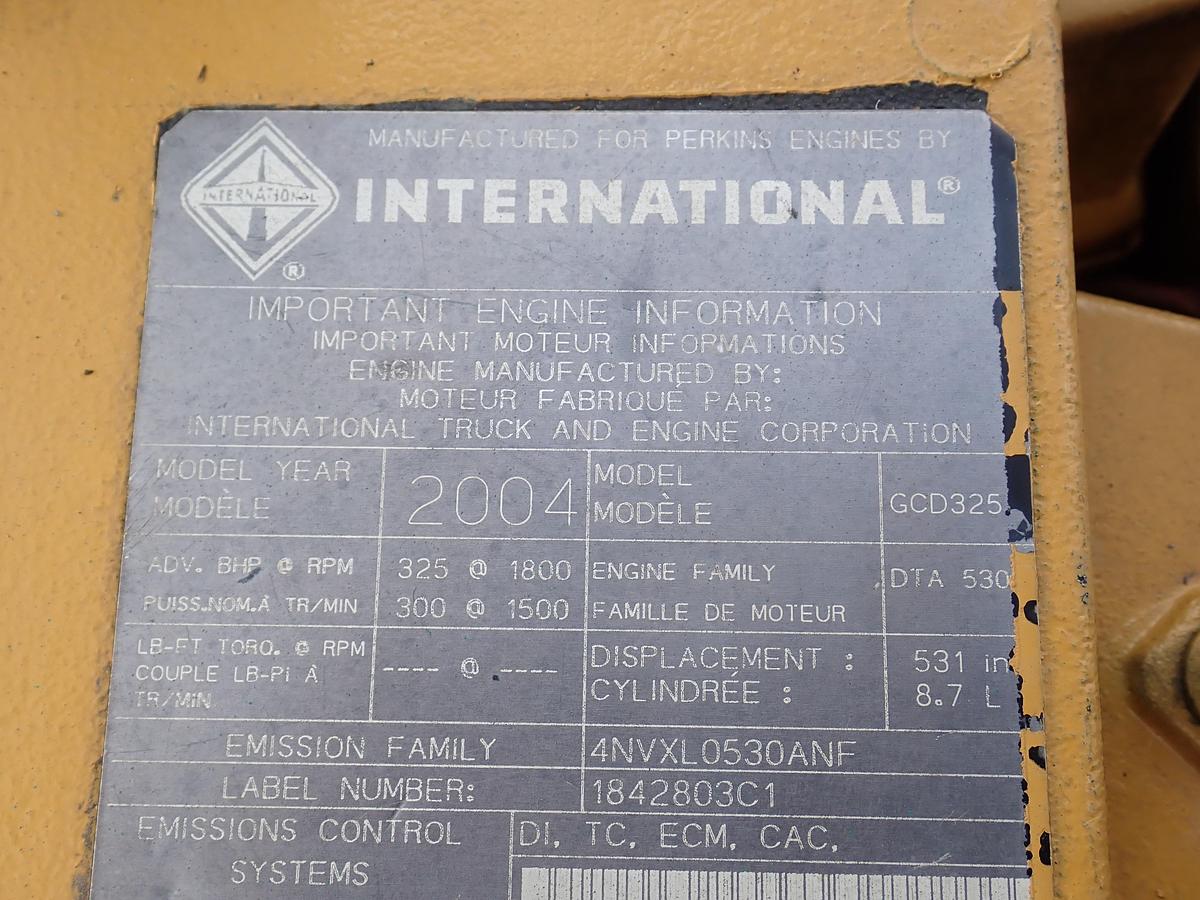 MANUFACTURED FOR PERKINS ENGINES BY
INTERNATIONAL®
INTERNATIONAL
®
IMPORTANT ENGINE INFORMATION
IMPORTANT MOTEUR INFORMATIONS
ENGINE MANUFACTURED BY:
MOTEUR FABRIQUÉ PAR:
INTERNATIONAL TRUCK AND ENGINE CORPORATION
MODEL YEAR
MODÈLE
2004
MODEL
MODÈLE
GCD325
ADV. BHP @ RPM
PUISS.NOM.À TR/MIN
325 @ 1800
300 @ 1500
ENGINE FAMILY
FAMILLE DE MOTEUR
DTA 530
LB-FT TORQ. @ RPM
COUPLE LB-PI À
TR/MIN
---- @ ----
DISPLACEMENT :
CYLINDRÉE :
531 in
8.7 L
EMISSION FAMILY
4NVXL0530ANF
LABEL NUMBER:
1842803C1
EMISSIONS CONTROL
SYSTEMS
DI, TC, ECM, CAC,